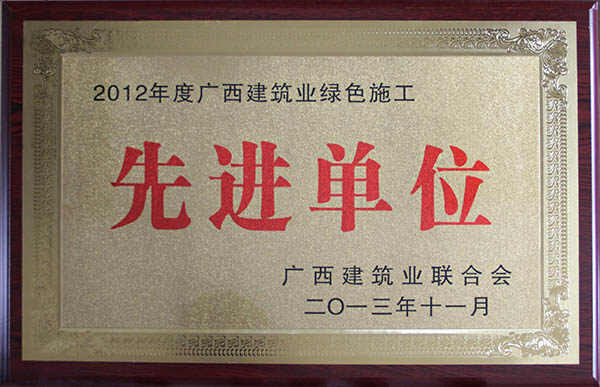 2012年度广西建筑业绿色施工
先进单位
广西建筑业联合会
二〇一三年十一月